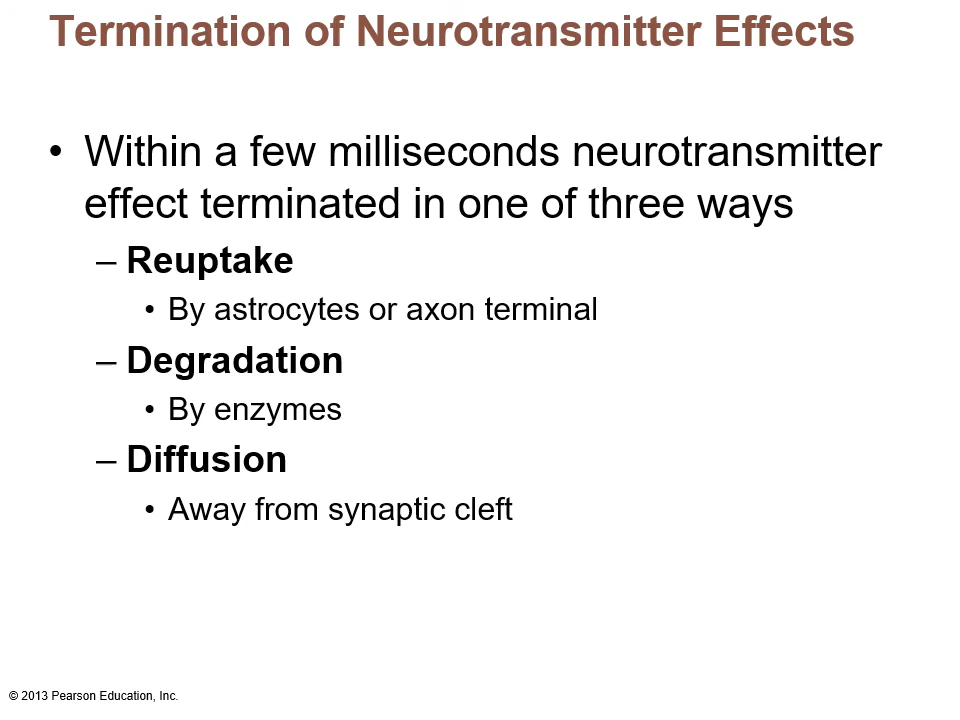 Termination of Neurotransmitter Effects
• Within a few milliseconds neurotransmitter
effect terminated in one of three ways
– Reuptake
• By astrocytes or axon terminal
– Degradation
• By enzymes
– Diffusion
• Away from synaptic cleft
© 2013 Pearson Education, Inc.